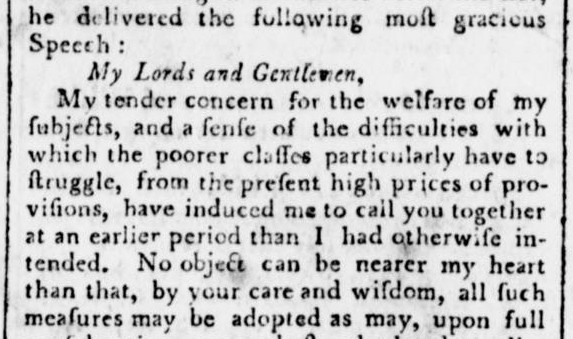 he delivered the following moſt gracious
Speech :
My Lords and Gentlemen,
My tender concern for the welfare of my
ſubjects, and a ſenſe of the difficulties with
which the poorer claſſes particularly have to
ſtruggle, from the preſent high prices of pro-
viſions, have induced me to call you together
at an earlier period than I had otherwiſe in-
tended. No object can be nearer my heart
than that, by your care and wiſdom, all ſuch
meaſures may be adopted as may, upon full